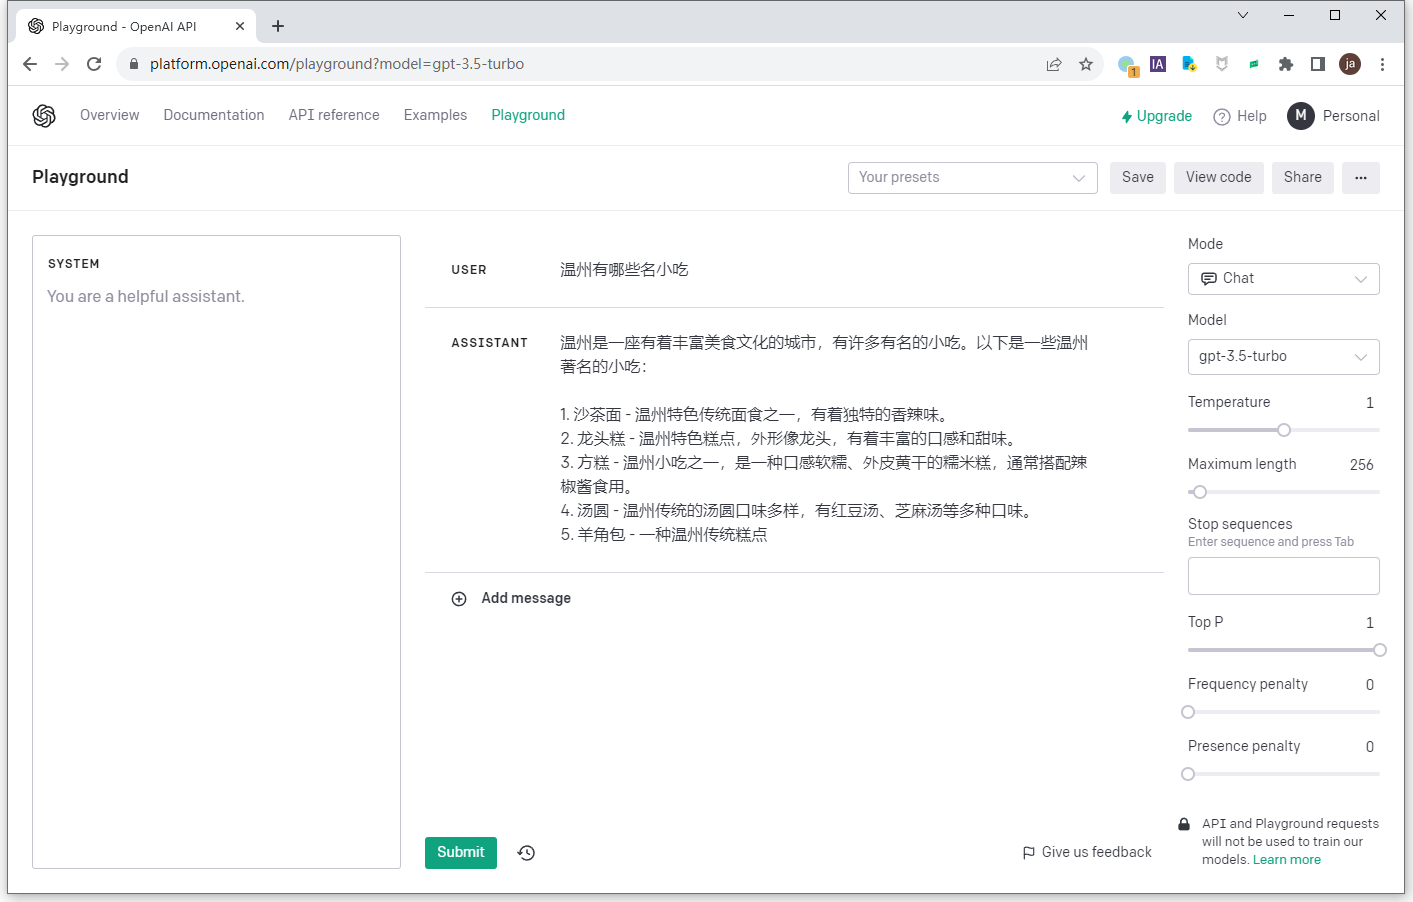 Playground - OpenAI API
platform.openai.com/playground?model=gpt-3.5-turbo
1
IA
ja
Overview
Documentation
API reference
Examples
Playground
Upgrade
Help
M
Personal
Playground
Your presets
Save
View code
Share
...
SYSTEM
You are a helpful assistant.
USER
温州有哪些名小吃
ASSISTANT
温州是一座有着丰富美食文化的城市，有许多有名的小吃。以下是一些温州
著名的小吃：
1. 沙茶面 - 温州特色传统面食之一，有着独特的香辣味。
2. 龙头糕 - 温州特色糕点，外形像龙头，有着丰富的口感和甜味。
3. 方糕 - 温州小吃之一，是一种口感软糯、外皮黄干的糯米糕，通常搭配辣
椒酱食用。
4. 汤圆 - 温州传统的汤圆口味多样，有红豆汤、芝麻汤等多种口味。
5. 羊角包 - 一种温州传统糕点
Add message
Submit
Give us feedback
Mode
Chat
Model
gpt-3.5-turbo
Temperature 1
Maximum length 256
Stop sequences
Enter sequence and press Tab
Top P 1
Frequency penalty 0
Presence penalty 0
API and Playground requests
will not be used to train our
models. Learn more